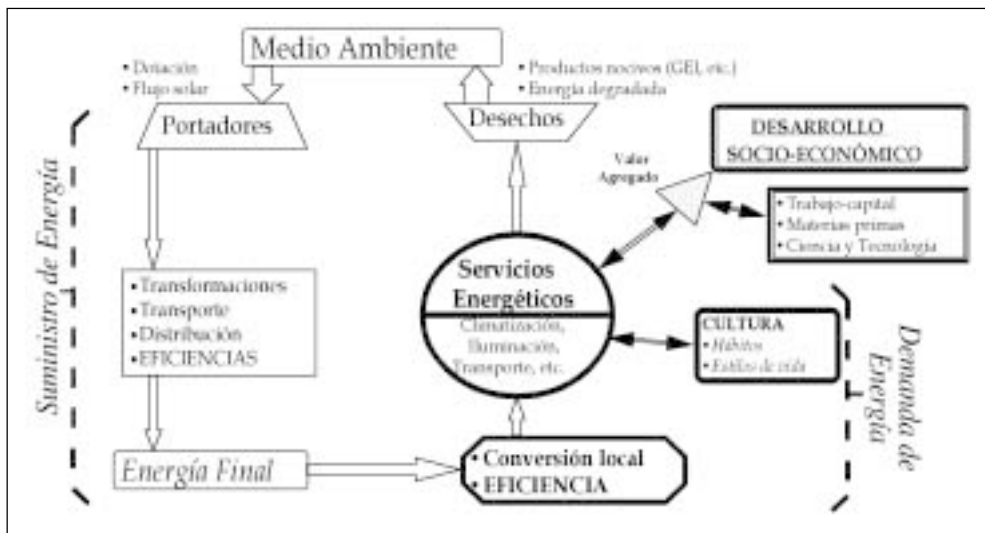 Medio Ambiente
• Dotación
• Flujo solar
• Productos nocivos (GEI, etc.)
• Energía degradada
Portadores
Desechos
DESARROLLO
SOCIO-ECONÓMICO
Valor
Agregado
• Trabajo-capital
• Materias primas
• Ciencia y Tecnología
Suministro de Energía
• Transformaciones
• Transporte
• Distribución
• EFICIENCIAS
Servicios
Energéticos
Climatización,
Iluminación,
Transporte, etc.
CULTURA
• Hábitos
• Estilos de vida
Demanda de
Energía
Energía Final
• Conversión local
• EFICIENCIA